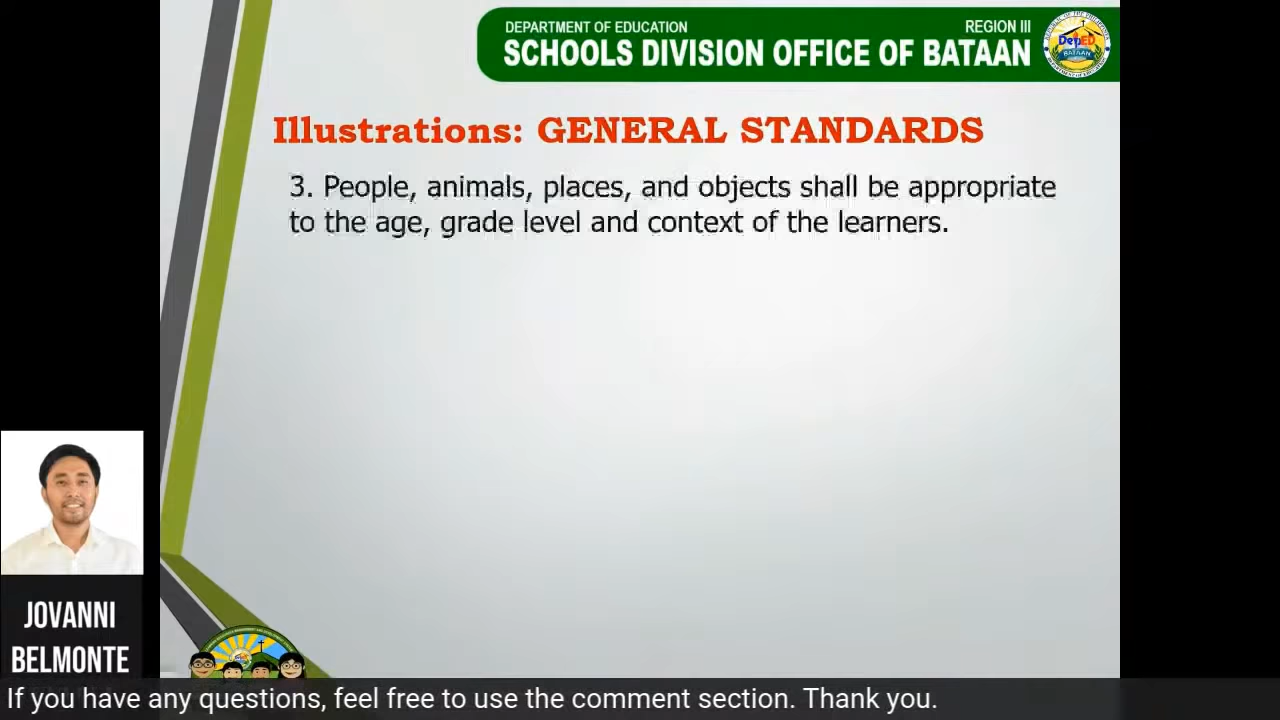 DEPARTMENT OF EDUCATION
REGION III
SCHOOLS DIVISION OFFICE OF BATAAN
DepED
BATAAN
Illustrations: GENERAL STANDARDS
3. People, animals, places, and objects shall be appropriate
to the age, grade level and context of the learners.
JOVANNI
BELMONTE
If you have any questions, feel free to use the comment section. Thank you.